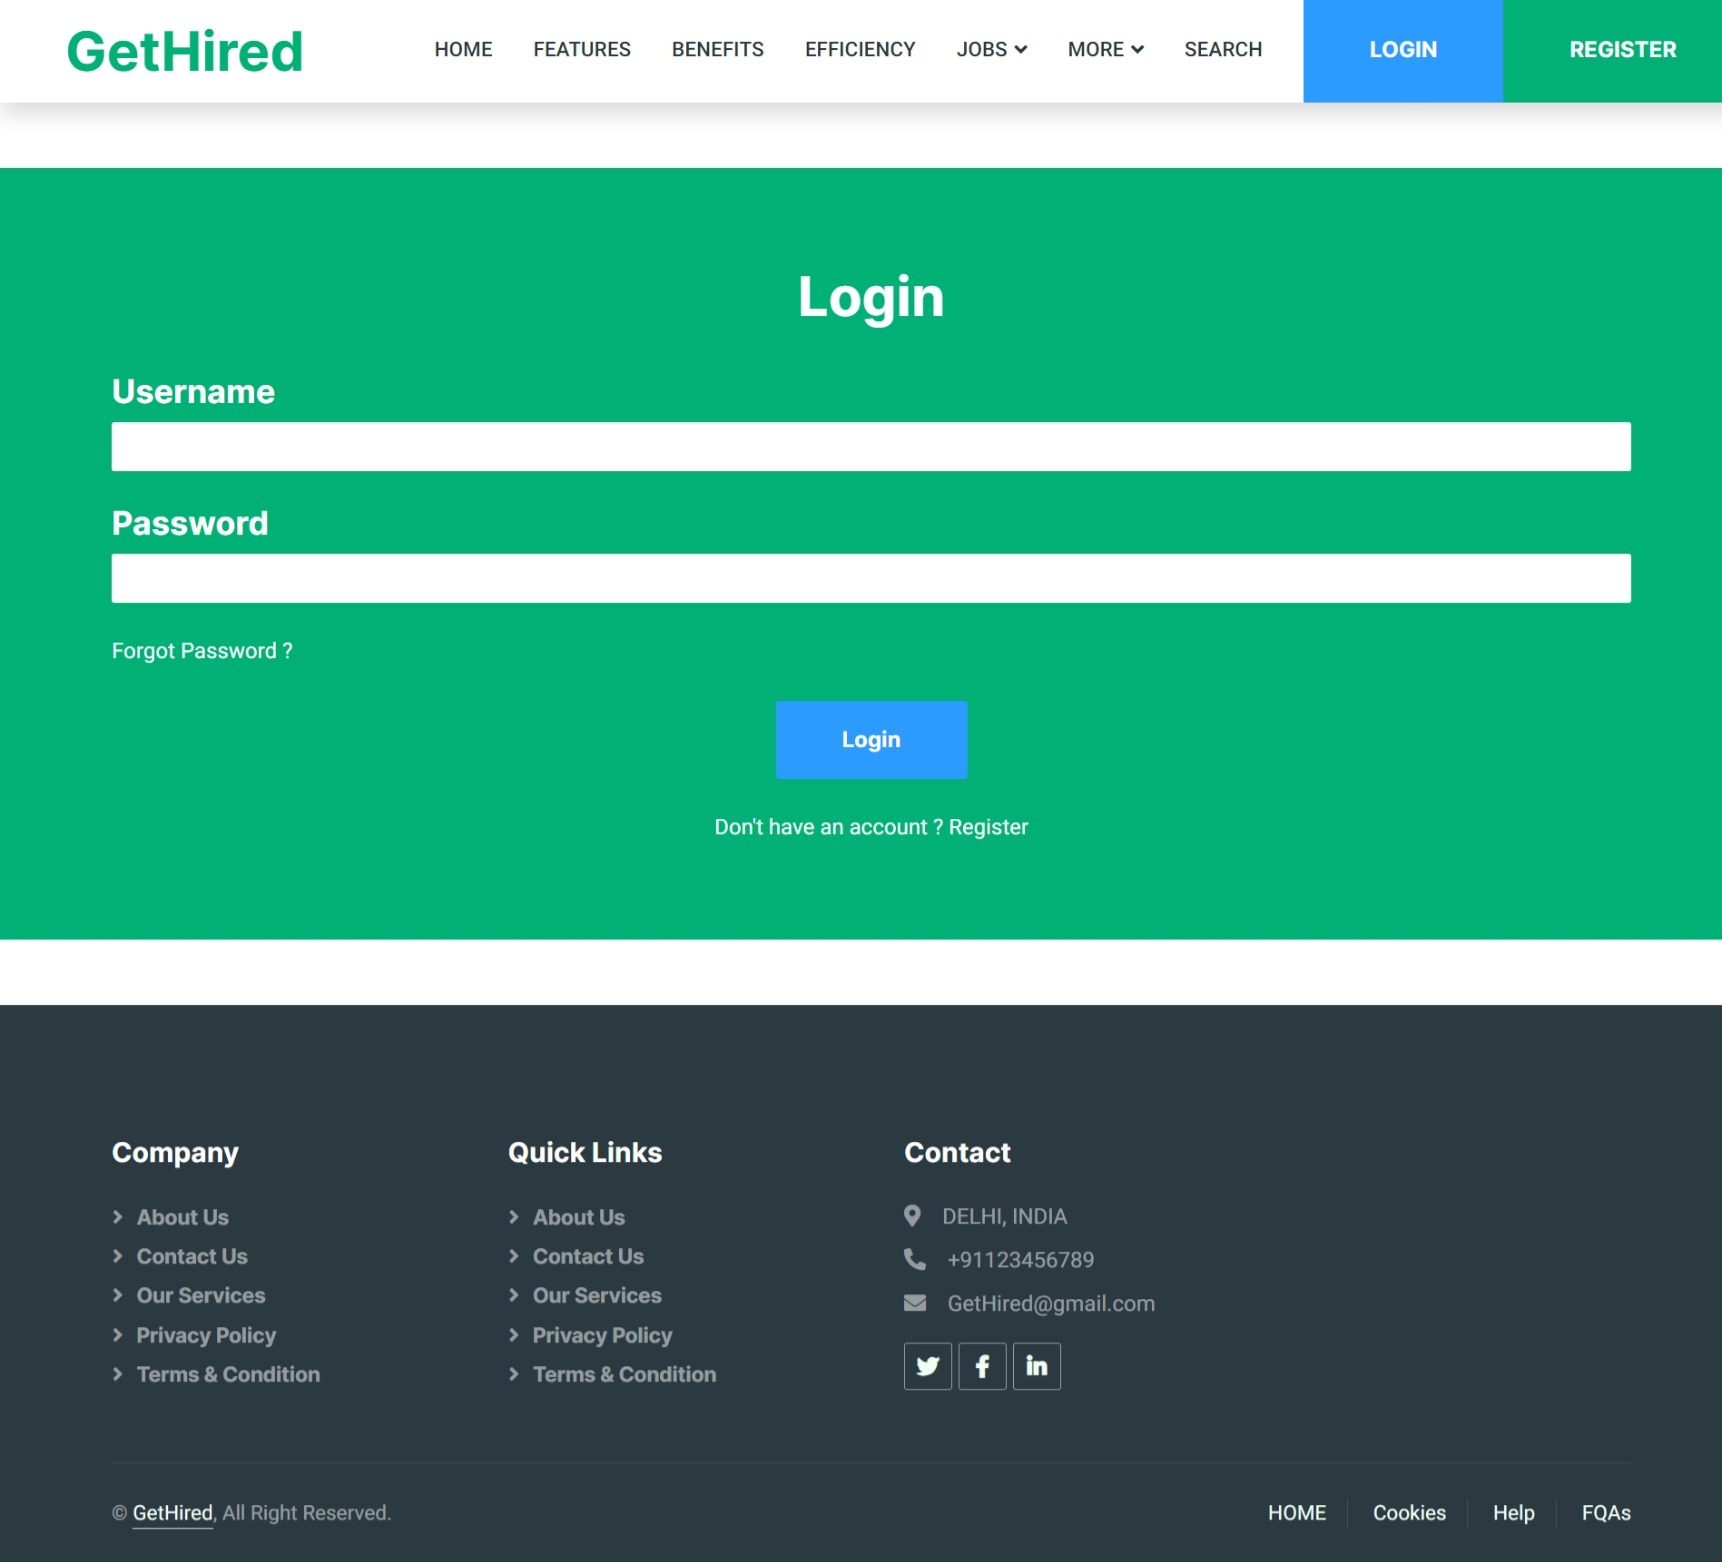 GetHired
HOME
FEATURES
BENEFITS
EFFICIENCY
JOBS
MORE
SEARCH
LOGIN
REGISTER
Login
Username
Password
Forgot Password ?
Login
Don't have an account ? Register
Company
About Us
Contact Us
Our Services
Privacy Policy
Terms & Condition
Quick Links
About Us
Contact Us
Our Services
Privacy Policy
Terms & Condition
Contact
DELHI, INDIA
+91123456789
GetHired@gmail.com
© GetHired, All Right Reserved.
HOME
Cookies
Help
FQAs